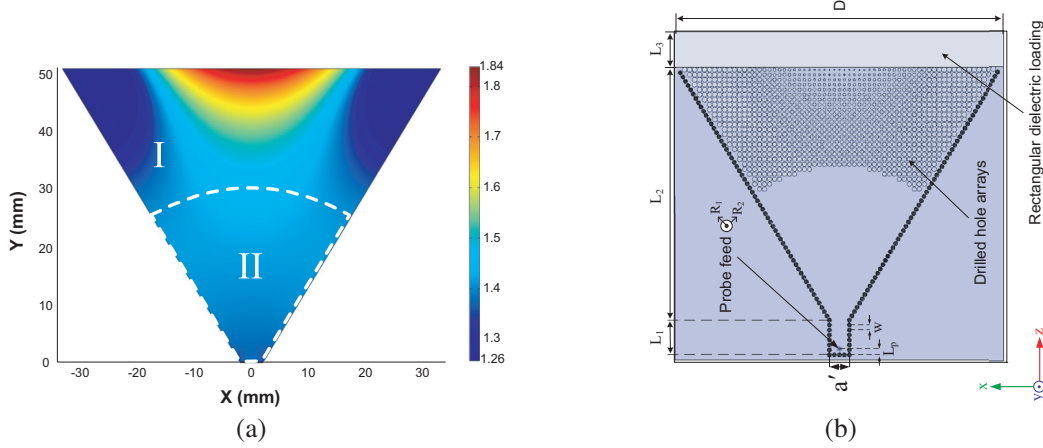 50
40
30
20
10
0
Y (mm)
I
II
-30
-20
-10
0
10
20
30
X (mm)
1.84
1.8
1.7
1.6
1.5
1.4
1.3
1.26
(a)
D
L3
L2
L1
R1
R2
Probe feed
w
Lp
a'
Drilled hole arrays
Rectangular dielectric loading
x
y
z
(b)